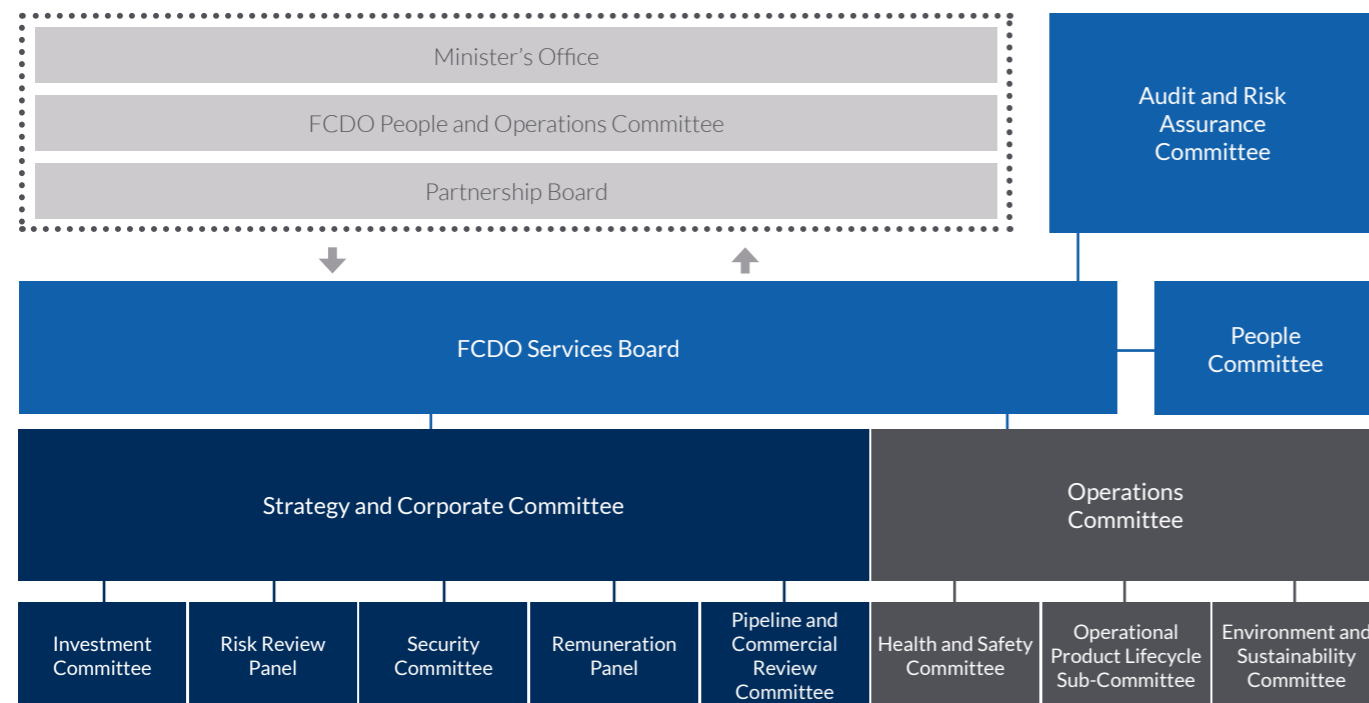 Minister’s Office
FCDO People and Operations Committee
Partnership Board
Audit and Risk
Assurance
Committee
FCDO Services Board
People
Committee
Strategy and Corporate Committee
Operations
Committee
Investment
Committee
Risk Review
Panel
Security
Committee
Remuneration
Panel
Pipeline and
Commercial
Review
Committee
Health and Safety
Committee
Operational
Product Lifecycle
Sub-Committee
Environment and
Sustainability
Committee